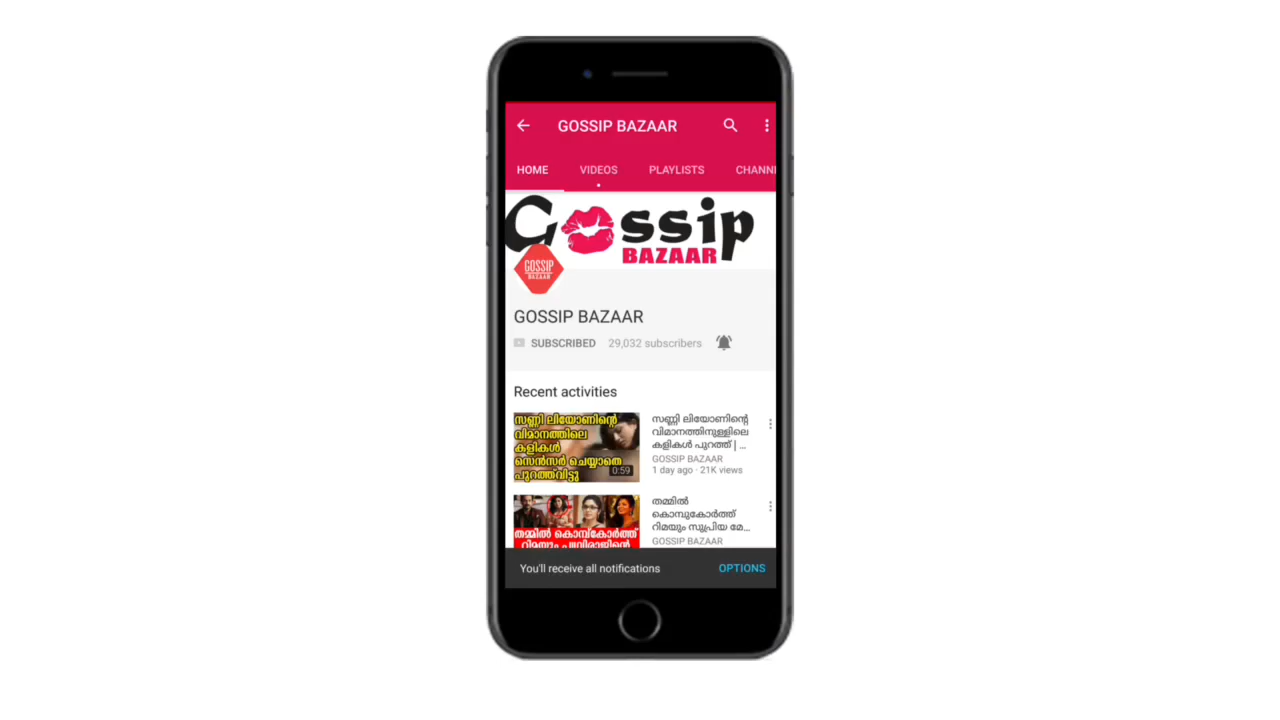 GOSSIP BAZAAR
HOME VIDEOS PLAYLISTS CHANN
Gossip
BAZAAR
GOSSIP
BAZAAR
GOSSIP BAZAAR
SUBSCRIBED 29,032 subscribers
Recent activities
സണ്ണി ലിയോണിന്റെ
വിമാനത്തിലെ
കളികൾ
സെൻസർ ചെയ്യാതെ
പുറത്തുവിട്ടു
0:59
സണ്ണി ലിയോണിന്റെ
വിമാനത്തിനുള്ളിലെ
കളികൾ പുറത്ത് | ...
GOSSIP BAZAAR
1 day ago · 21K views
തമ്മിൽ കൊമ്പ്കോർത്ത്
തമ്മിൽ
കൊമ്പുകോർത്ത്
റിമയും സുപ്രിയ മേ...
GOSSIP BAZAAR
You'll receive all notifications OPTIONS